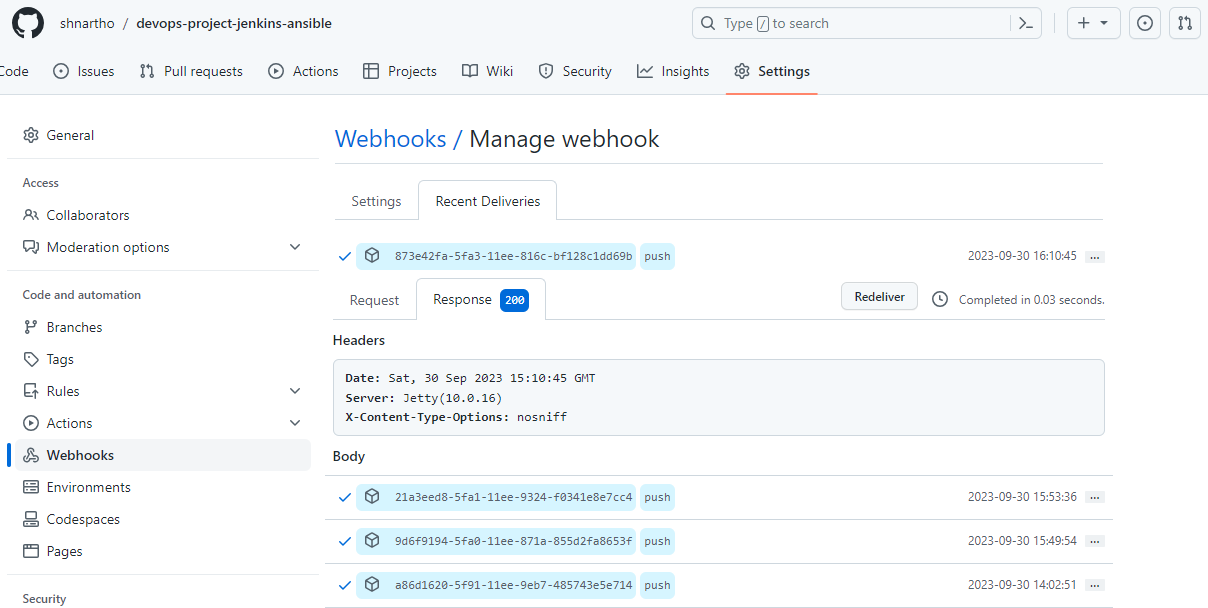 shnartho / devops-project-jenkins-ansible
Type / to search
Code Issues Pull requests Actions Projects Wiki Security Insights Settings
General
Access
Collaborators
Moderation options
Code and automation
Branches
Tags
Rules
Actions
Webhooks
Environments
Codespaces
Pages
Security
Webhooks / Manage webhook
Settings Recent Deliveries
873e42fa-5fa3-11ee-816c-bf128c1dd69b push 2023-09-30 16:10:45 ...
Request Response 200 Redeliver Completed in 0.03 seconds.
Headers
Date: Sat, 30 Sep 2023 15:10:45 GMT
Server: Jetty(10.0.16)
X-Content-Type-Options: nosniff
Body
21a3eed8-5fa1-11ee-9324-f0341e8e7cc4 push 2023-09-30 15:53:36 ...
9d6f9194-5fa0-11ee-871a-855d2fa8653f push 2023-09-30 15:49:54 ...
a86d1620-5f91-11ee-9eb7-485743e5e714 push 2023-09-30 14:02:51 ...